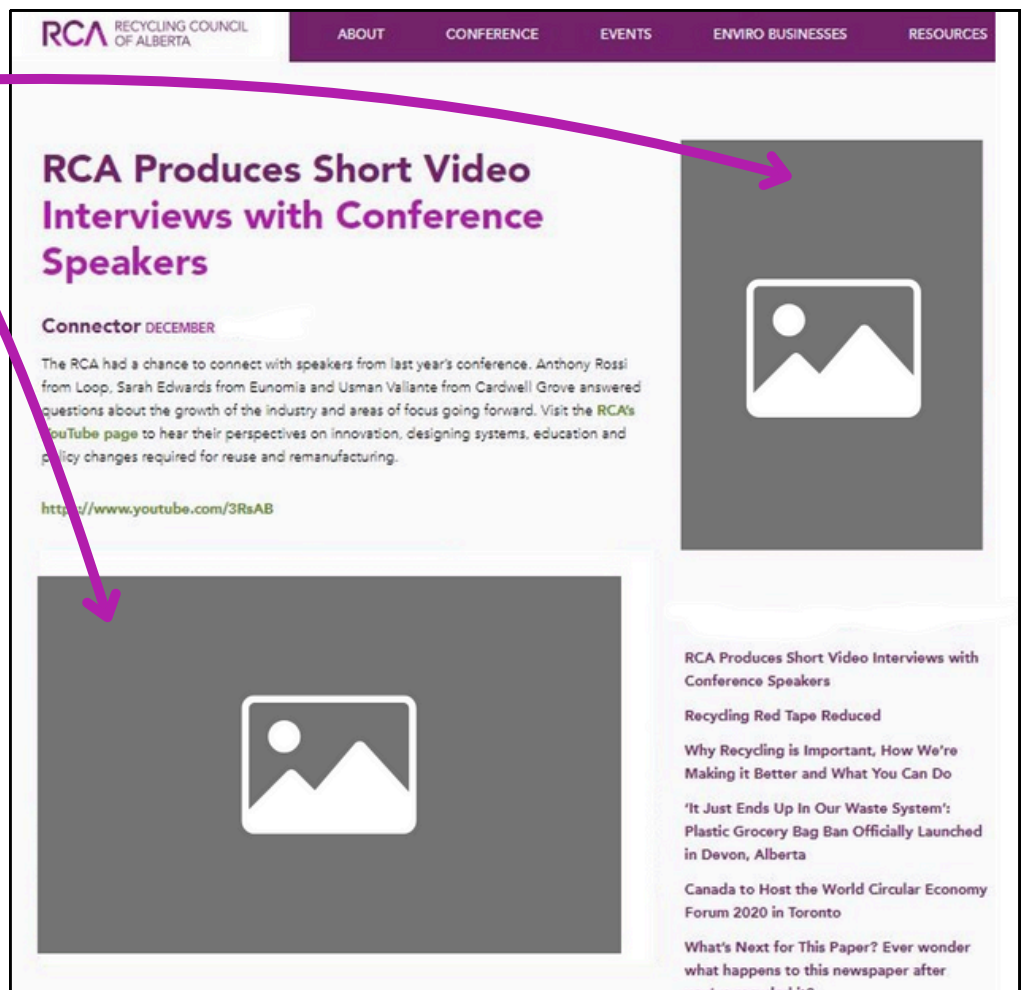 RCA RECYCLING COUNCIL
OF ALBERTA
ABOUT CONFERENCE EVENTS ENVIRO BUSINESSES RESOURCES
RCA Produces Short Video
Interviews with Conference
Speakers
Connector DECEMBER
The RCA had a chance to connect with speakers from last year's conference. Anthony Rossi
from Loop, Sarah Edwards from Eunomia and Usman Valiante from Cardwell Grove answered
questions about the growth of the industry and areas of focus going forward. Visit the RCA's
YouTube page to hear their perspectives on innovation, designing systems, education and
policy changes required for reuse and remanufacturing.
https://www.youtube.com/3RsAB
RCA Produces Short Video Interviews with
Conference Speakers
Recycling Red Tape Reduced
Why Recycling is Important, How We're
Making it Better and What You Can Do
'It Just Ends Up In Our Waste System':
Plastic Grocery Bag Ban Officially Launched
in Devon, Alberta
Canada to Host the World Circular Economy
Forum 2020 in Toronto
What's Next for This Paper? Ever wonder
what happens to this newspaper after